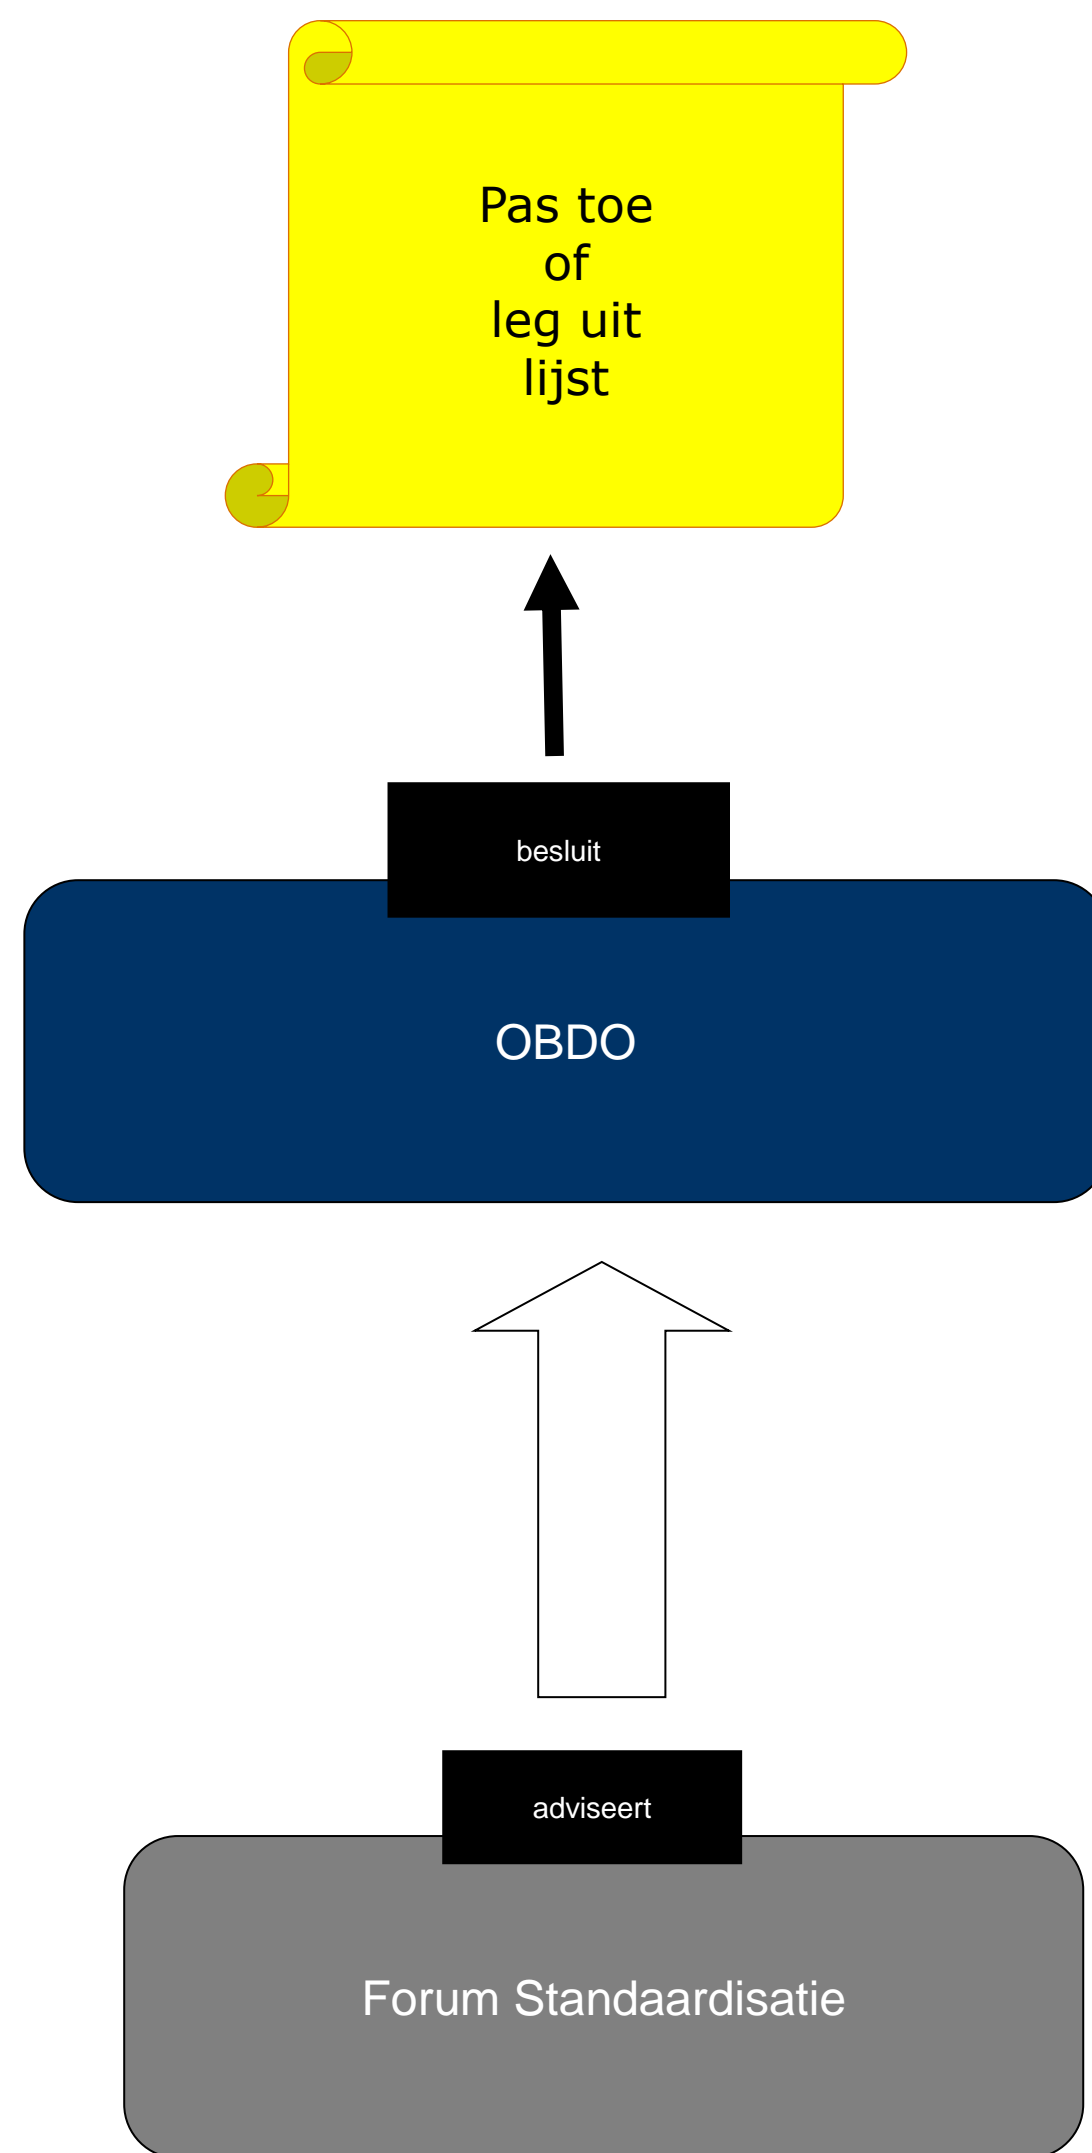 Pas toe
of
leg uit
lijst
besluit
OBDO
adviseert
Forum Standaardisatie